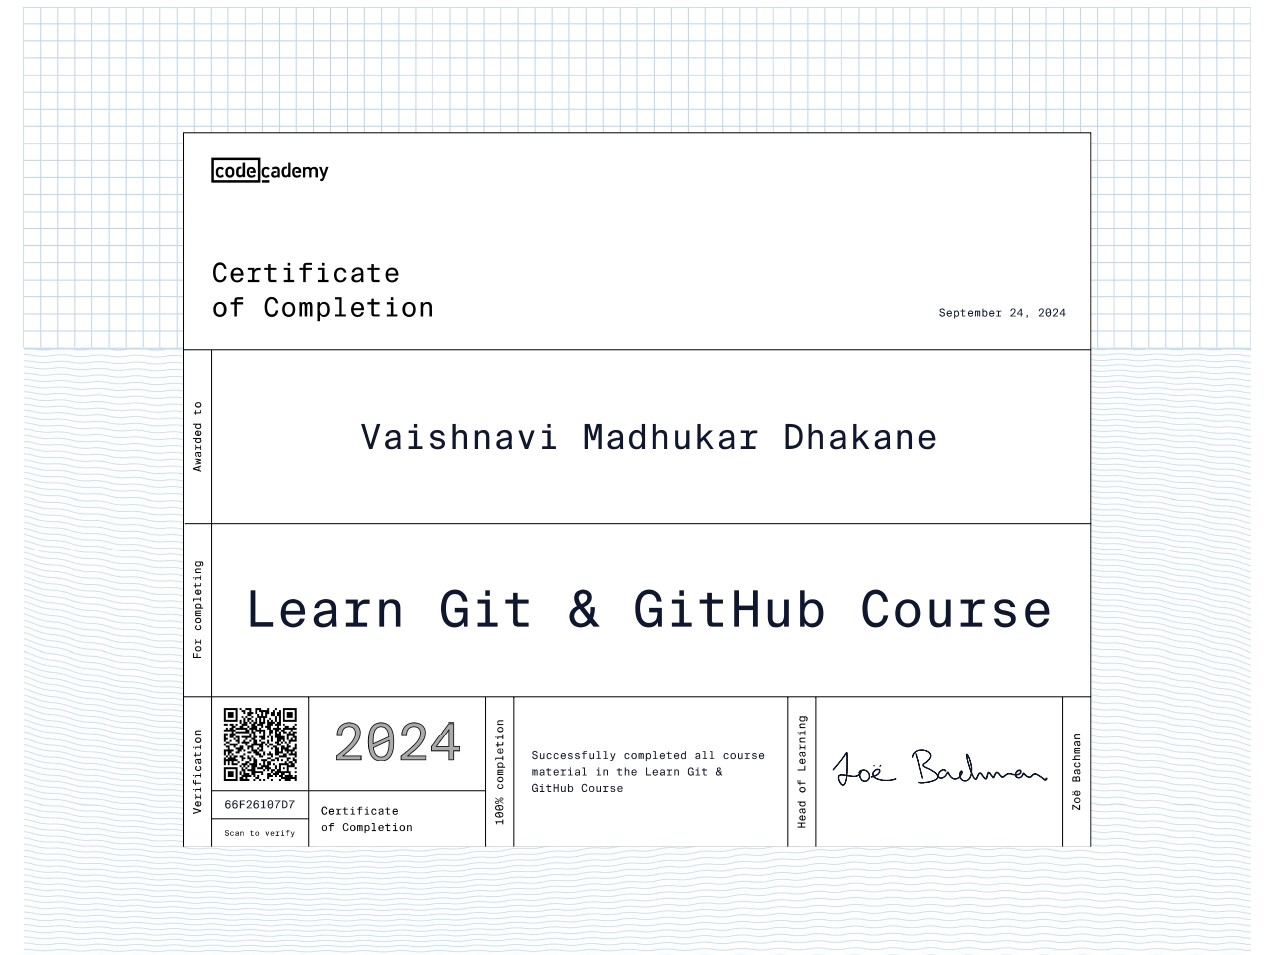 codecademy
Certificate
of Completion
September 24, 2024
Awarded to
Vaishnavi Madhukar Dhakane
For completing
Learn Git & GitHub Course
Verification
66F26107D7
Scan to verify
2024
Certificate
of Completion
100% completion
Successfully completed all course
material in the Learn Git &
GitHub Course
Head of Learning
Zoë Bachman
Zoë Bachman